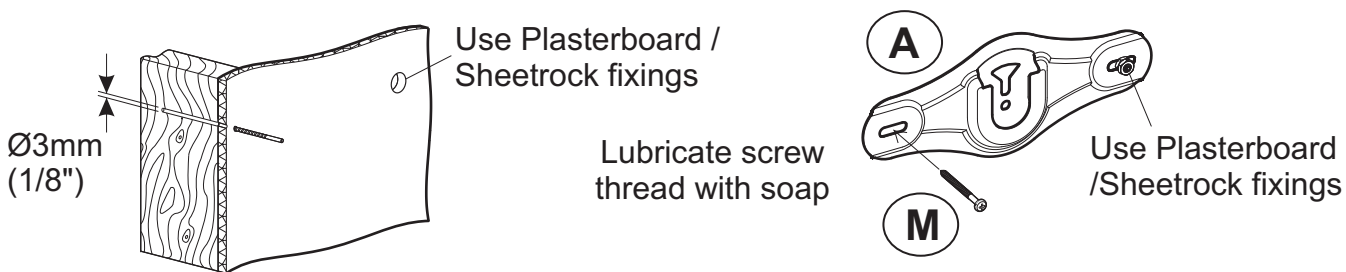 Use Plasterboard /
Sheetrock fixings
Ø3mm
(1/8")
Lubricate screw
thread with soap
A
M
Use Plasterboard
/Sheetrock fixings